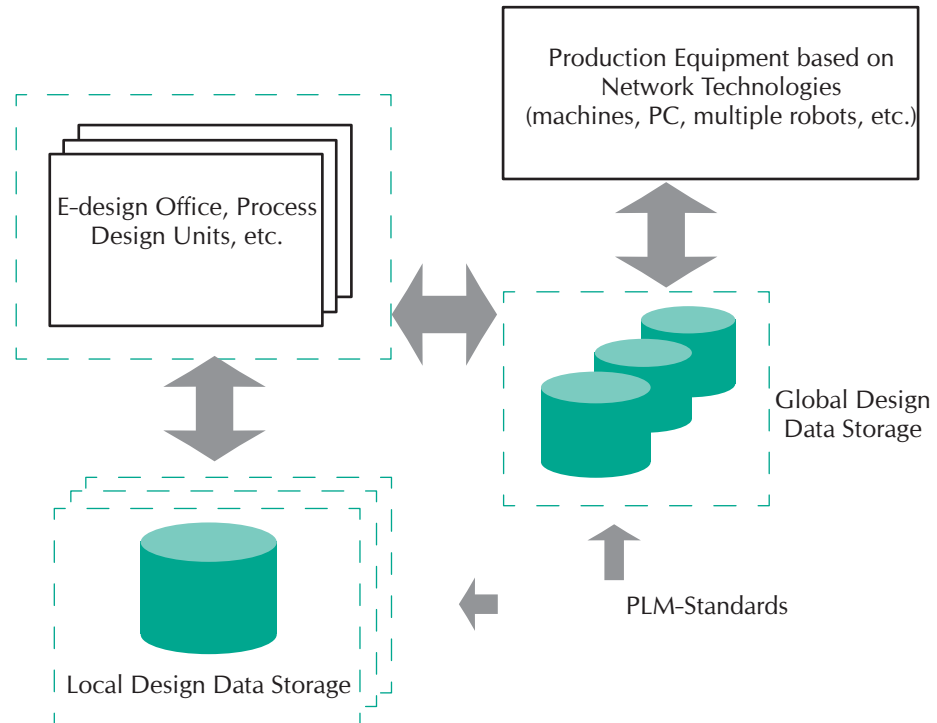 Production Equipment based on
Network Technologies
(machines, PC, multiple robots, etc.)
E-design Office, Process
Design Units, etc.
Global Design
Data Storage
PLM-Standards
Local Design Data Storage